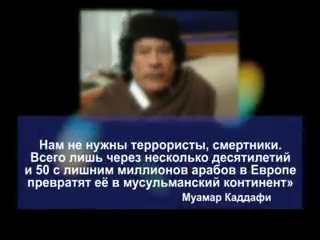 Нам не нужны террористы, смертники.
Всего лишь через несколько десятилетий
и 50 с лишним миллионов арабов в Европе
превратят её в мусульманский континент»
Муамар Каддафи